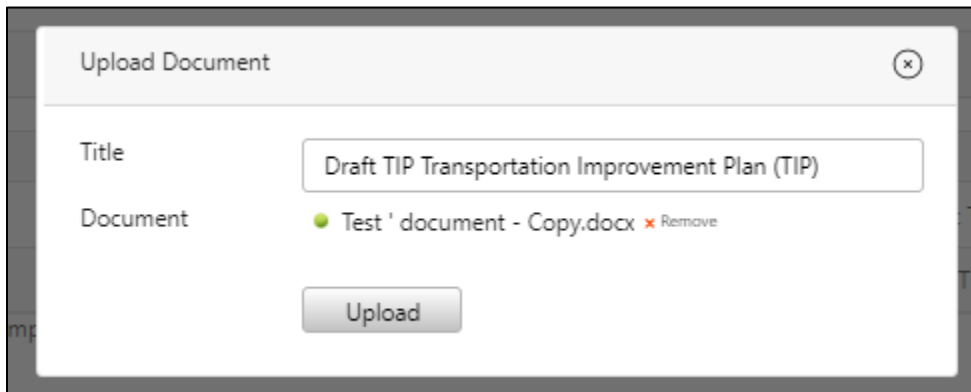 Upload Document
Title
Draft TIP Transportation Improvement Plan (TIP)
Document
Test ' document - Copy.docx × Remove
Upload